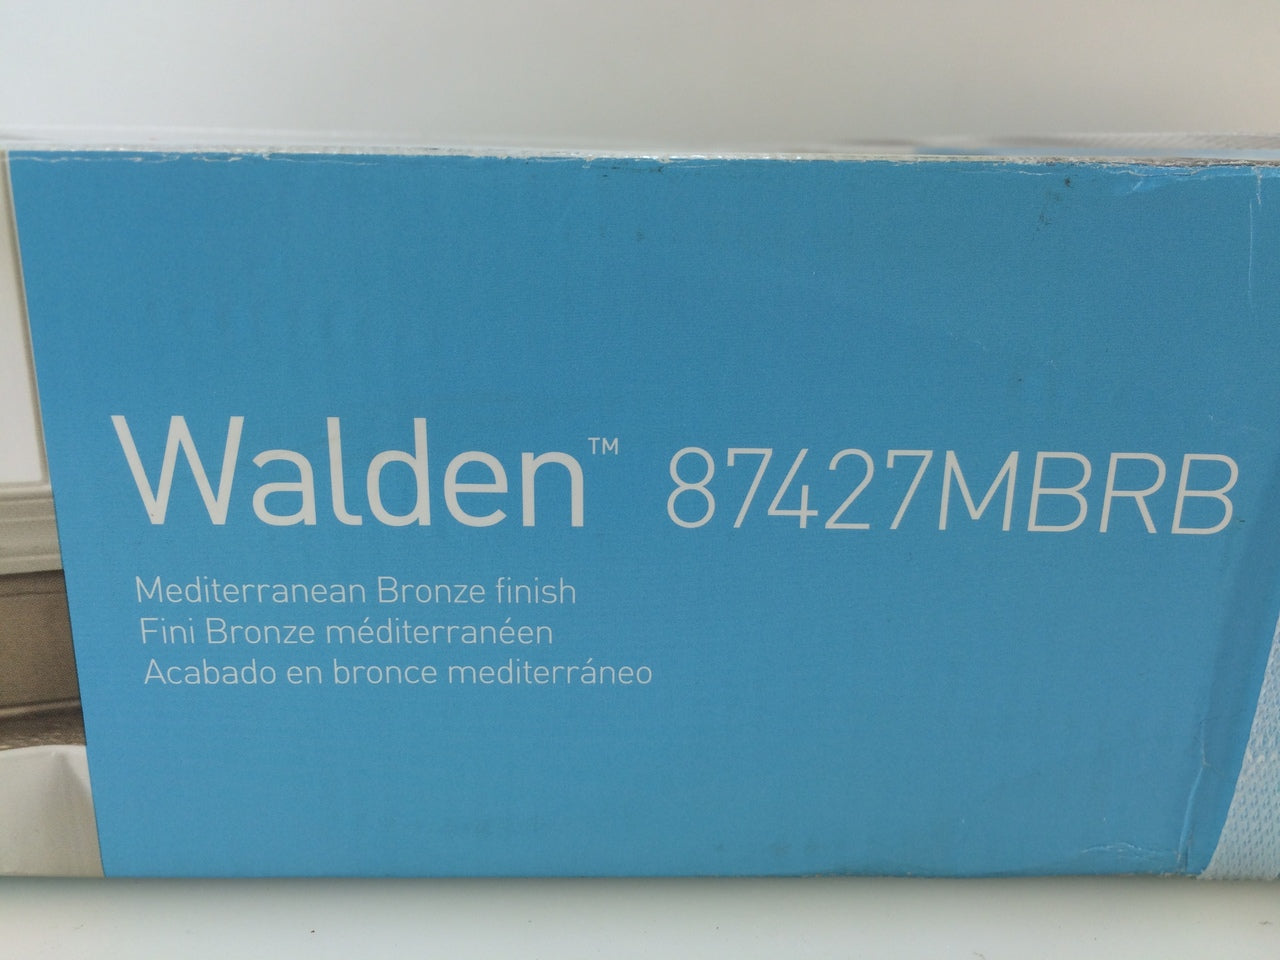 Walden™ 87427MBRB
Mediterranean Bronze finish
Fini Bronze méditerranéen
Acabado en bronce mediterráneo